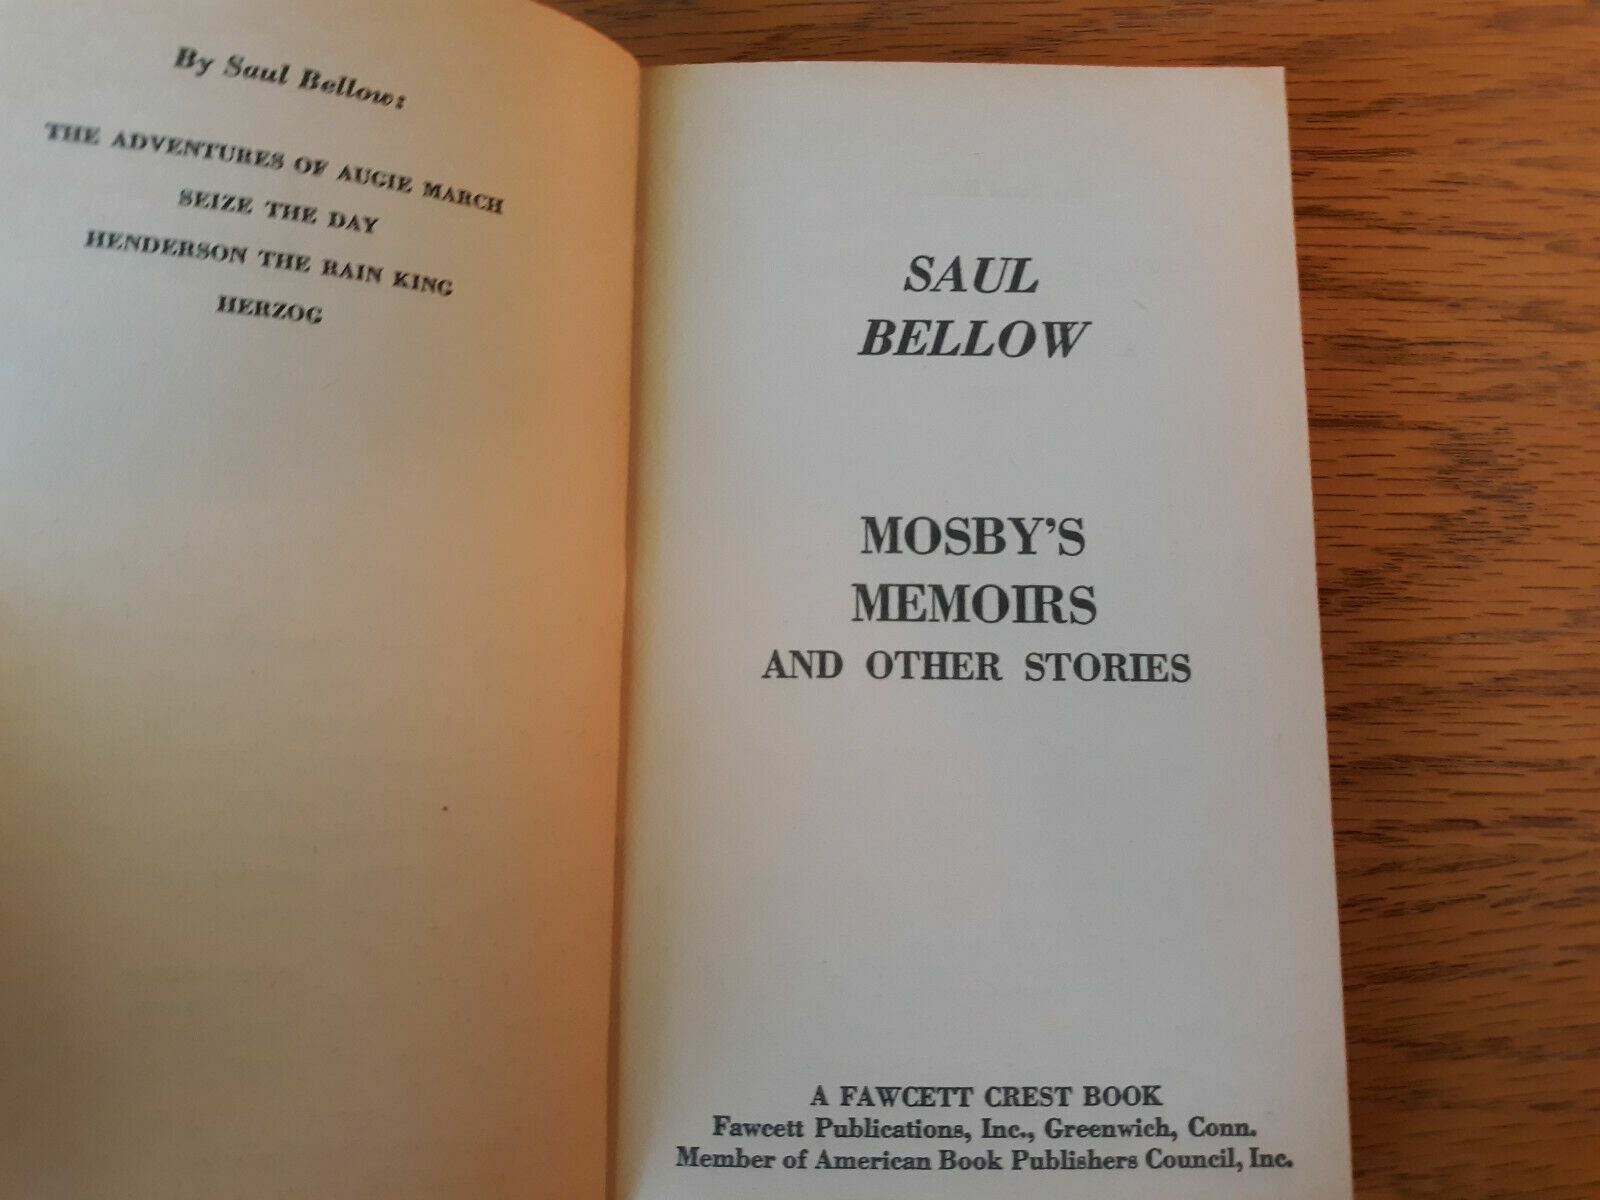 By Saul Bellow:
THE ADVENTURES OF AUGIE MARCH
SEIZE THE DAY
HENDERSON THE RAIN KING
HERZOG
SAUL
BELLOW
MOSBY'S
MEMOIRS
AND OTHER STORIES
A FAWCETT CREST BOOK
Fawcett Publications, Inc., Greenwich, Conn.
Member of American Book Publishers Council, Inc.